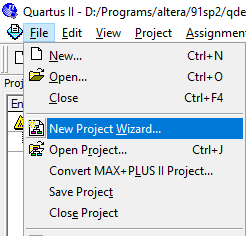 Quartus II - D:/Programs/altera/91sp2/qde
File Edit View Project Assignment
New... Ctrl+N
Open... Ctrl+O
Close Ctrl+F4
New Project Wizard...
Open Project... Ctrl+J
Convert MAX+PLUS II Project...
Save Project
Close Project